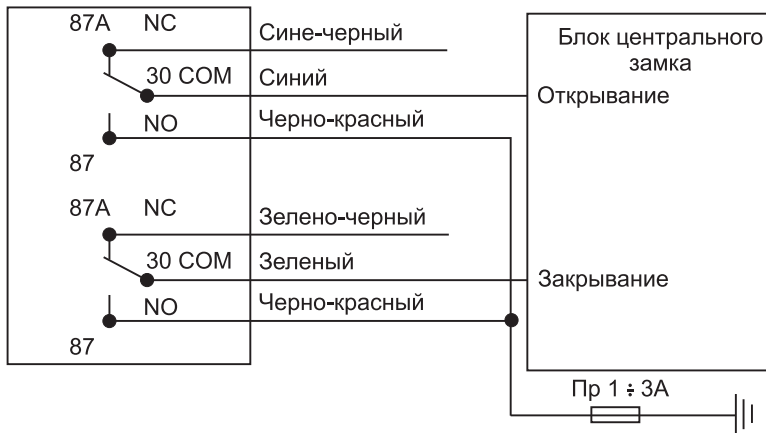 87A NC
Сине-черный
30 COM
Синий
NO
Черно-красный
87
87A NC
Зелено-черный
30 COM
Зеленый
NO
Черно-красный
87
Блок центрального
замка
Открывание
Закрывание
Пр 1 ÷ 3А